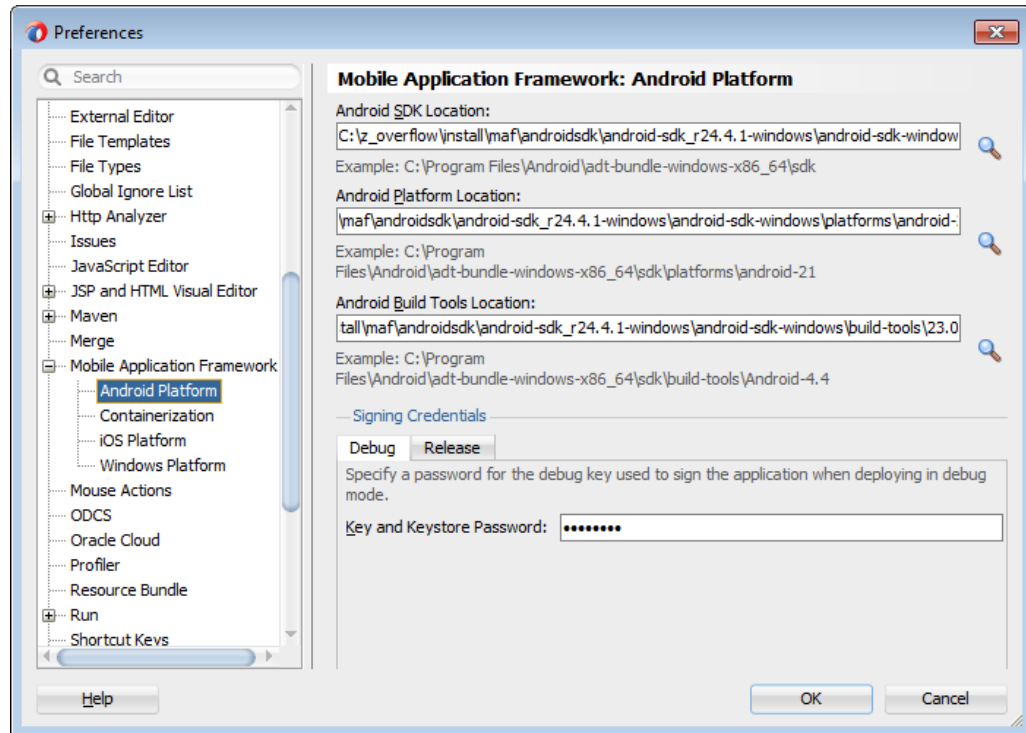 Preferences
Search
External Editor
File Templates
File Types
Global Ignore List
Http Analyzer
Issues
JavaScript Editor
JSP and HTML Visual Editor
Maven
Merge
Mobile Application Framework
Android Platform
Containerization
iOS Platform
Windows Platform
Mouse Actions
ODCS
Oracle Cloud
Profiler
Resource Bundle
Run
Shortcut Keys
Mobile Application Framework: Android Platform
Android SDK Location:
C:\z_overflow\install\maf\androidsdk\android-sdk_r24.4.1-windows\android-sdk-window
Example: C:\Program Files\Android\adt-bundle-windows-x86_64\sdk
Android Platform Location:
\maf\androidsdk\android-sdk_r24.4.1-windows\android-sdk-windows\platforms\android-
Example: C:\Program
Files\Android\adt-bundle-windows-x86_64\sdk\platforms\android-21
Android Build Tools Location:
tall\maf\androidsdk\android-sdk_r24.4.1-windows\android-sdk-windows\build-tools\23.0
Example: C:\Program
Files\Android\adt-bundle-windows-x86_64\sdk\build-tools\Android-4.4
Signing Credentials
Debug Release
Specify a password for the debug key used to sign the application when deploying in debug
mode.
Key and Keystore Password: ••••••••
Help OK Cancel